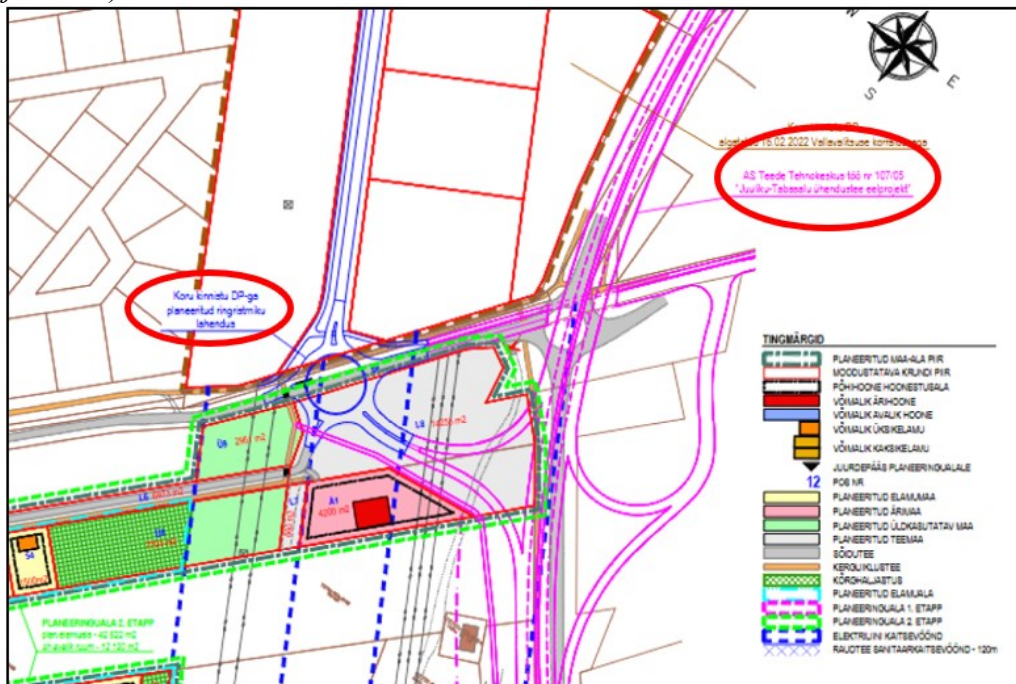 S
E
algatatud 16.02.2022 Vallavalitsuse korraldusega
AS Teede Tehnokeskus töö nr 107/05
"Juuliku-Tabasalu ühendustee eelprojekt"
Koru kinnistu DP-ga
planeeritud ringristmiku
lahendus
L8
L6
L7
A1
4200 m2
PLANEERINGUALA 2. ETAPP
TINGMÄRGID
PLANEERITUD MAA-ALA PIIR
MOODUSTATAVA KRUNDI PIIR
PÕHIHOONE HOONESTUSALA
VÕIMALIK ÄRIHOONE
VÕIMALIK AVALIK HOONE
VÕIMALIK ÜKSIKELAMU
VÕIMALIK KAKSIKELAMU
JUURDEPÄÄS PLANEERINGUALALE
12 POS NR
PLANEERITUD ELAMUMAA
PLANEERITUD ÄRIMAA
PLANEERITUD ÜLDKASUTATAV MAA
PLANEERITUD TEEMAA
SÕIDUTEE
KERGLIIKLUSTEE
KÕRGHALJASTUS
PLANEERITUD ELAMUALA
PLANEERINGUALA 1. ETAPP
PLANEERINGUALA 2. ETAPP
ELEKTRILIINI KAITSEVÖÖND
RAUDTEE SANITAARKAITSEVÖÖND - 120m